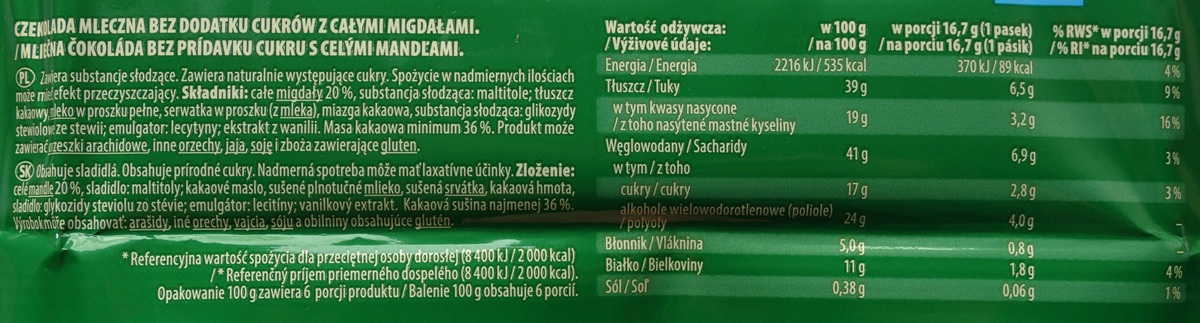 CZEKOLADA MLECZNA BEZ DODATKU CUKRÓW Z CAŁYMI MIGDAŁAMI.
/ MLIEČNA ČOKOLÁDA BEZ PRÍDAVKU CUKRU S CELÝMI MANDĽAMI.
PL Zawiera substancje słodzące. Zawiera naturalnie występujące cukry. Spożycie w nadmiernych ilościach
może mieć efekt przeczyszczający. Składniki: całe migdały 20 %, substancja słodząca: maltitole; tłuszcz
kakaowy, mleko w proszku pełne, serwatka w proszku (z mleka), miazga kakaowa, substancja słodząca: glikozydy
stewiolowe ze stewii; emulgator: lecytyny; ekstrakt z wanilii. Masa kakaowa minimum 36 %. Produkt może
zawierać orzeszki arachidowe, inne orzechy, jaja, soję i zboża zawierające gluten.
SK Obsahuje sladidlá. Obsahuje prírodné cukry. Nadmerná spotreba môže mať laxatívne účinky. Zloženie:
celé mandle 20 %, sladidlo: maltitoly; kakaové maslo, sušené plnotučné mlieko, sušená srvátka, kakaová hmota,
sladidlo: glykozidy steviolu zo stévie; emulgátor: lecitíny; vanilkový extrakt. Kakaová sušina najmenej 36 %.
Výrobok môže obsahovať: arašidy, iné orechy, vajcia, sóju a obilniny obsahujúce glutén.
* Referencyjna wartość spożycia dla przeciętnej osoby dorosłej (8 400 kJ / 2 000 kcal)
/ * Referenčný príjem priemerného dospelého (8 400 kJ / 2 000 kcal).
Opakowanie 100 g zawiera 6 porcji produktu / Balenie 100 g obsahuje 6 porcií.
Wartość odżywcza: w 100 g w porcji 16,7 g (1 pasek) % RWS* w porcji 16,7 g
/ Výživové údaje: / na 100 g / na porciu 16,7 g (1 pásik) / % RI* na porciu 16,7 g
Energia / Energia 2216 kJ / 535 kcal 370 kJ / 89 kcal 4 %
Tłuszcz / Tuky 39 g 6,5 g 9 %
w tym kwasy nasycone
/ z toho nasýtené mastné kyseliny 19 g 3,2 g 16 %
Węglowodany / Sacharidy 41 g 6,9 g 3 %
w tym / z toho
cukry / cukry 17 g 2,8 g 3 %
alkohole wielowodorotlenowe (poliole)
/ polyoly 24 g 4,0 g –
Błonnik / Vláknina 5,0 g 0,8 g –
Białko / Bielkoviny 11 g 1,8 g 4 %
Sól / Soľ 0,38 g 0,06 g 1 %